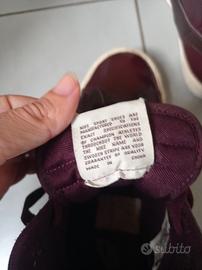 NIKE SPORT SHOES ARE
MANUFACTURED TO THE
EXACT SPECIFICATIONS
OF CHAMPION ATHLETES
THROUGHOUT THE WORLD
THE NIKE NAME AND
SWOOSH STRIPE ARE YOUR
GUARANTEE OF QUALITY
MADE IN CHINA
subito